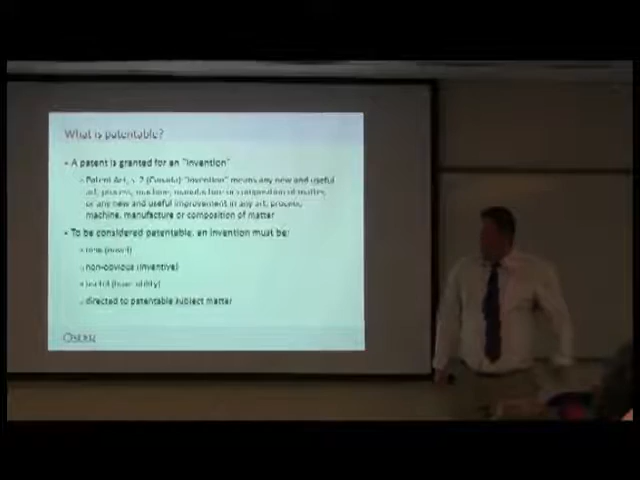 What is patentable?
A patent is granted for an "invention"
Patent Act, s. 2 (Canada) "invention" means any new and useful
art, process, machine, manufacture or composition of matter,
or any new and useful improvement in any art, process,
machine, manufacture or composition of matter
To be considered patentable, an invention must be:
new (novel)
non-obvious (inventive)
useful (have utility)
directed to patentable subject matter
OSLER